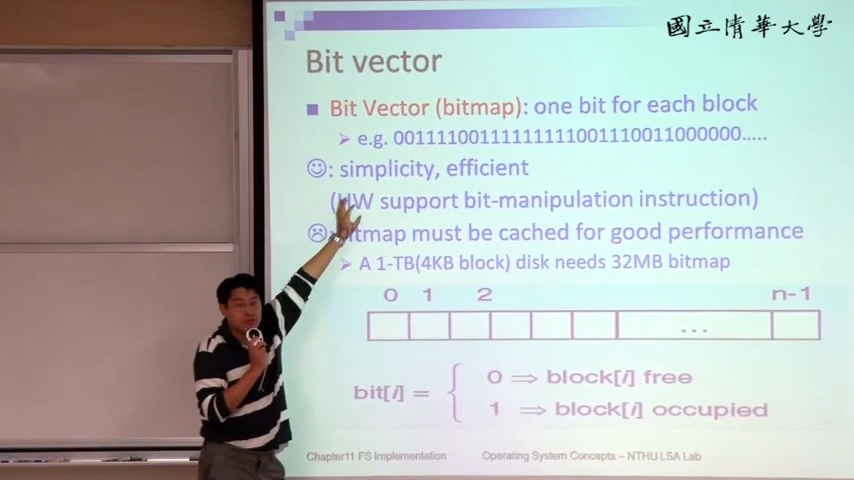 國立清華大學
Bit vector
Bit Vector (bitmap): one bit for each block
e.g. 00111100111111111001110011000000.....
☺: simplicity, efficient
(HW support bit-manipulation instruction)
☹: bitmap must be cached for good performance
A 1-TB(4KB block) disk needs 32MB bitmap
0 1 2 n-1
...
bit[i] = { 0 ⇒ block[i] free
1 ⇒ block[i] occupied
Chapter11 FS Implementation Operating System Concepts – NTHU LSA Lab